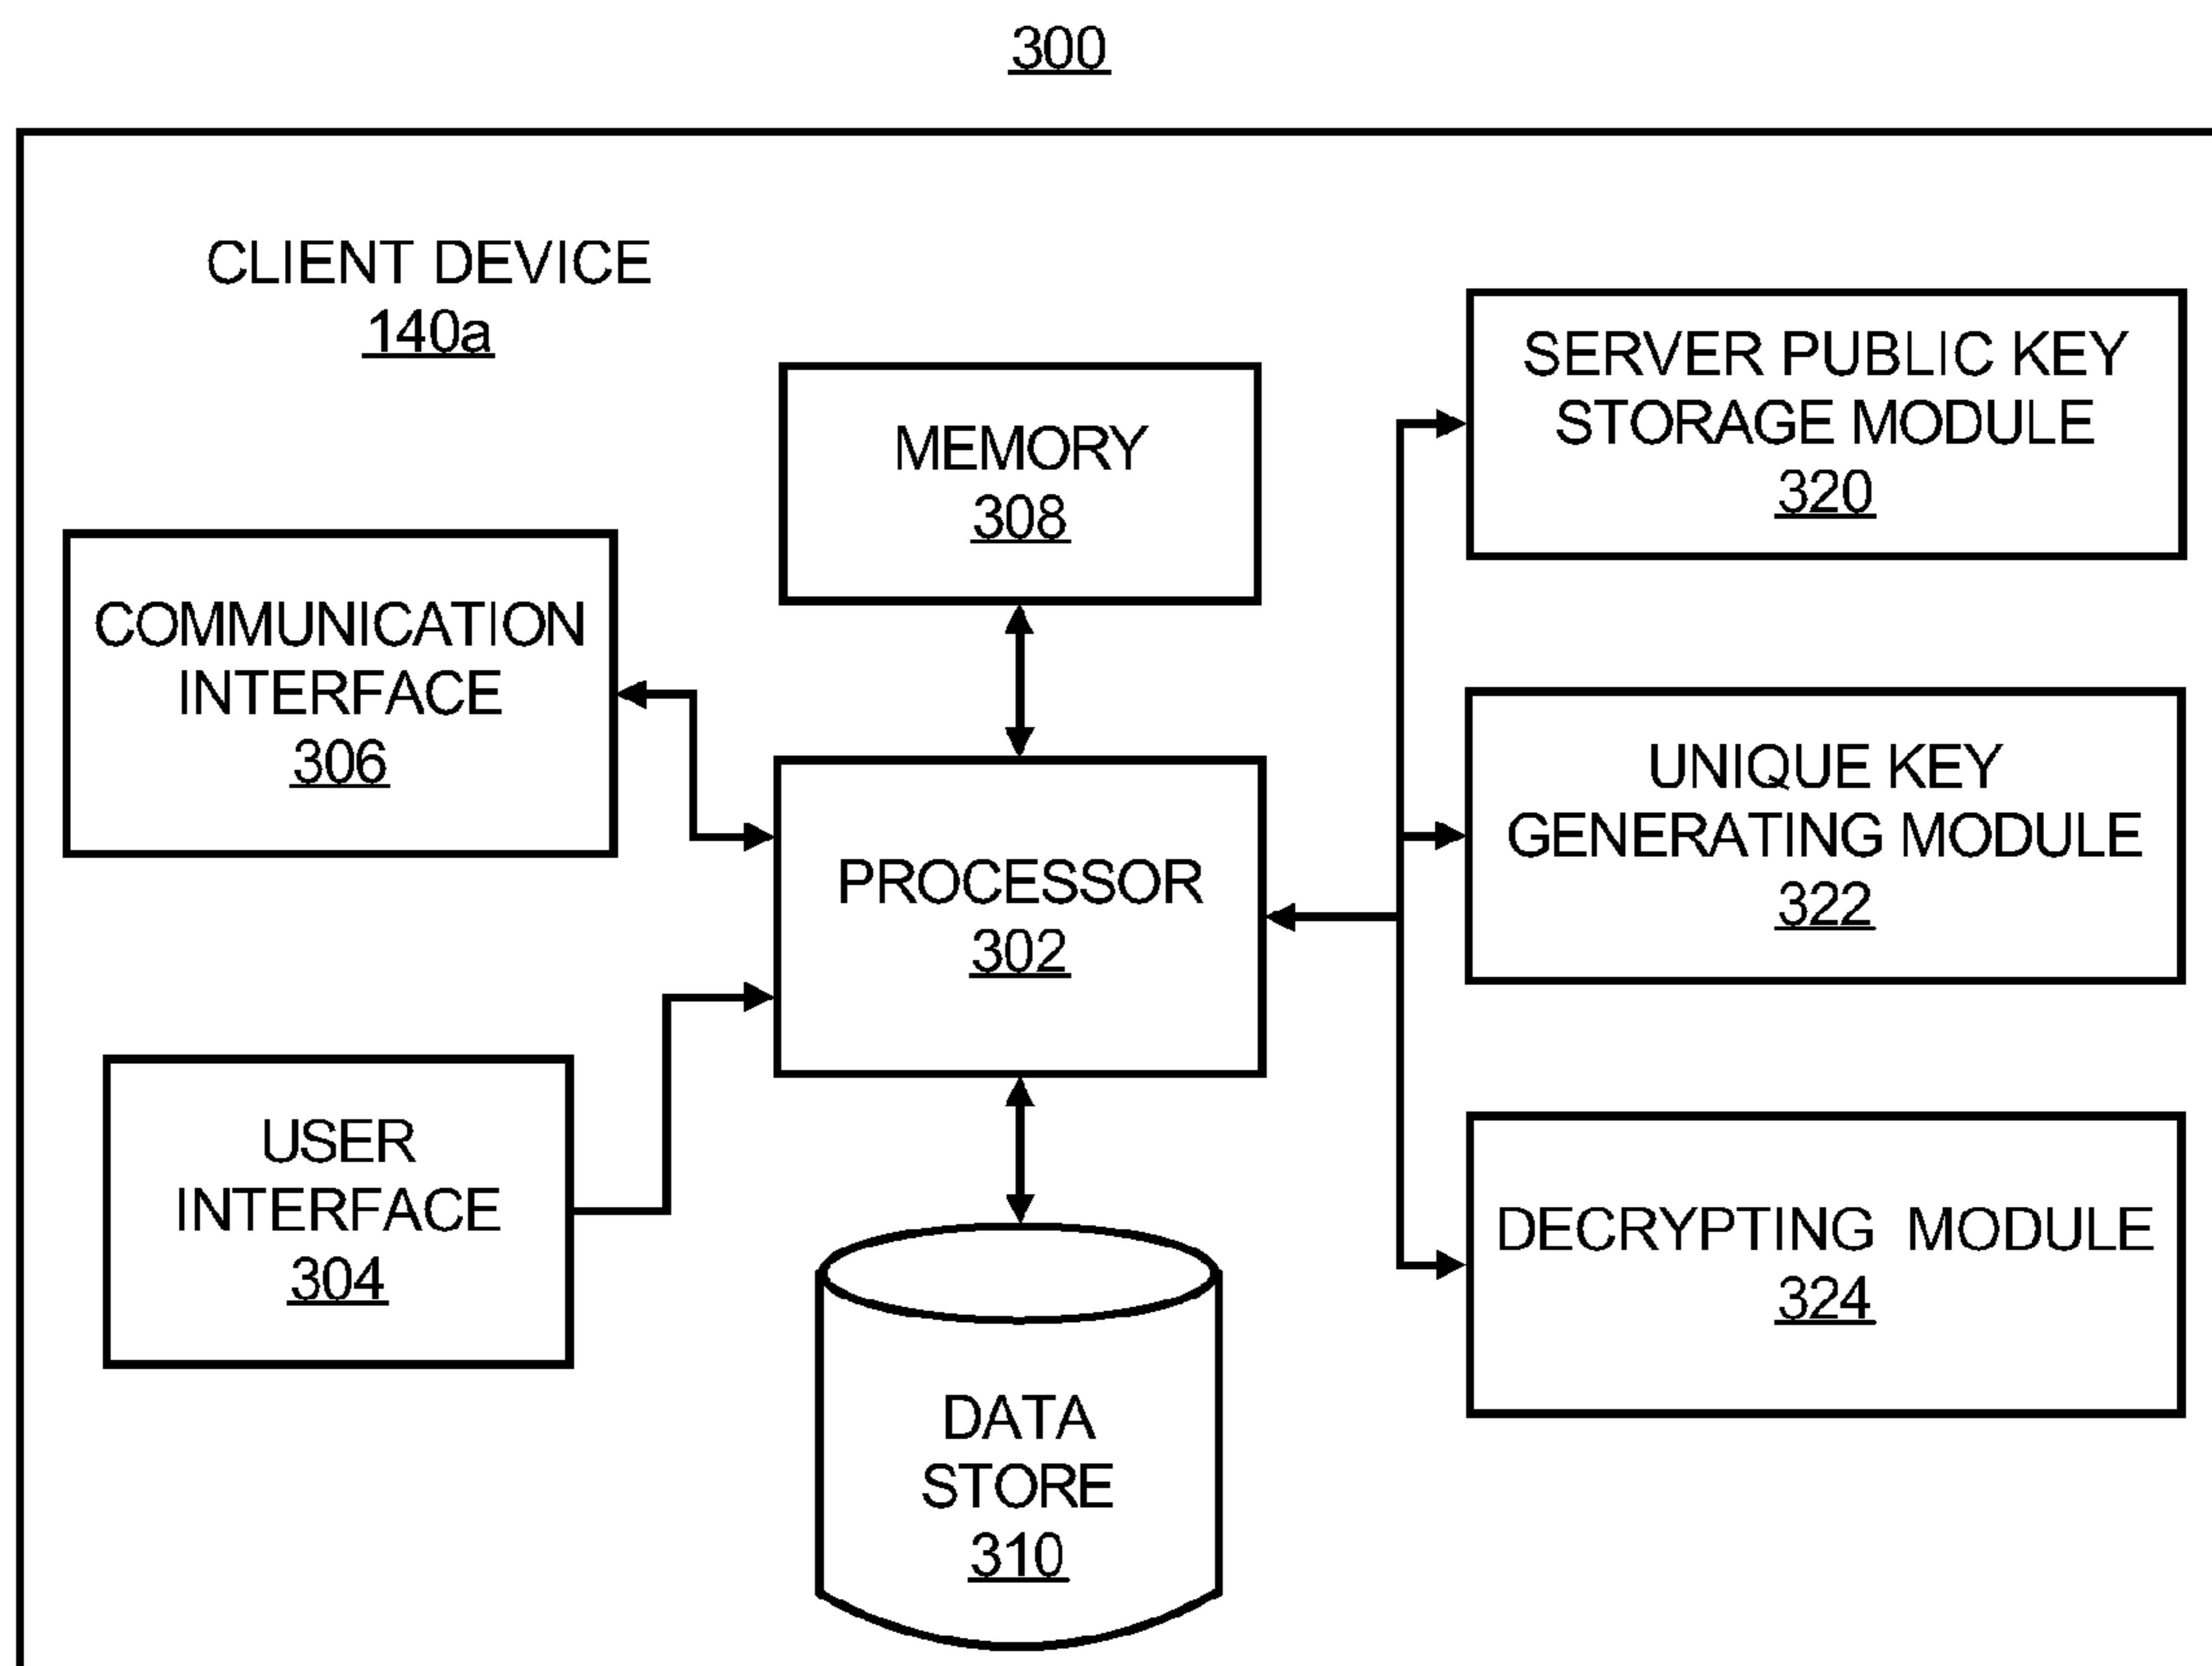 300
CLIENT DEVICE
140a
MEMORY
308
SERVER PUBLIC KEY
STORAGE MODULE
320
COMMUNICATION
INTERFACE
306
PROCESSOR
302
UNIQUE KEY
GENERATING MODULE
322
USER
INTERFACE
304
DATA
STORE
310
DECRYPTING MODULE
324